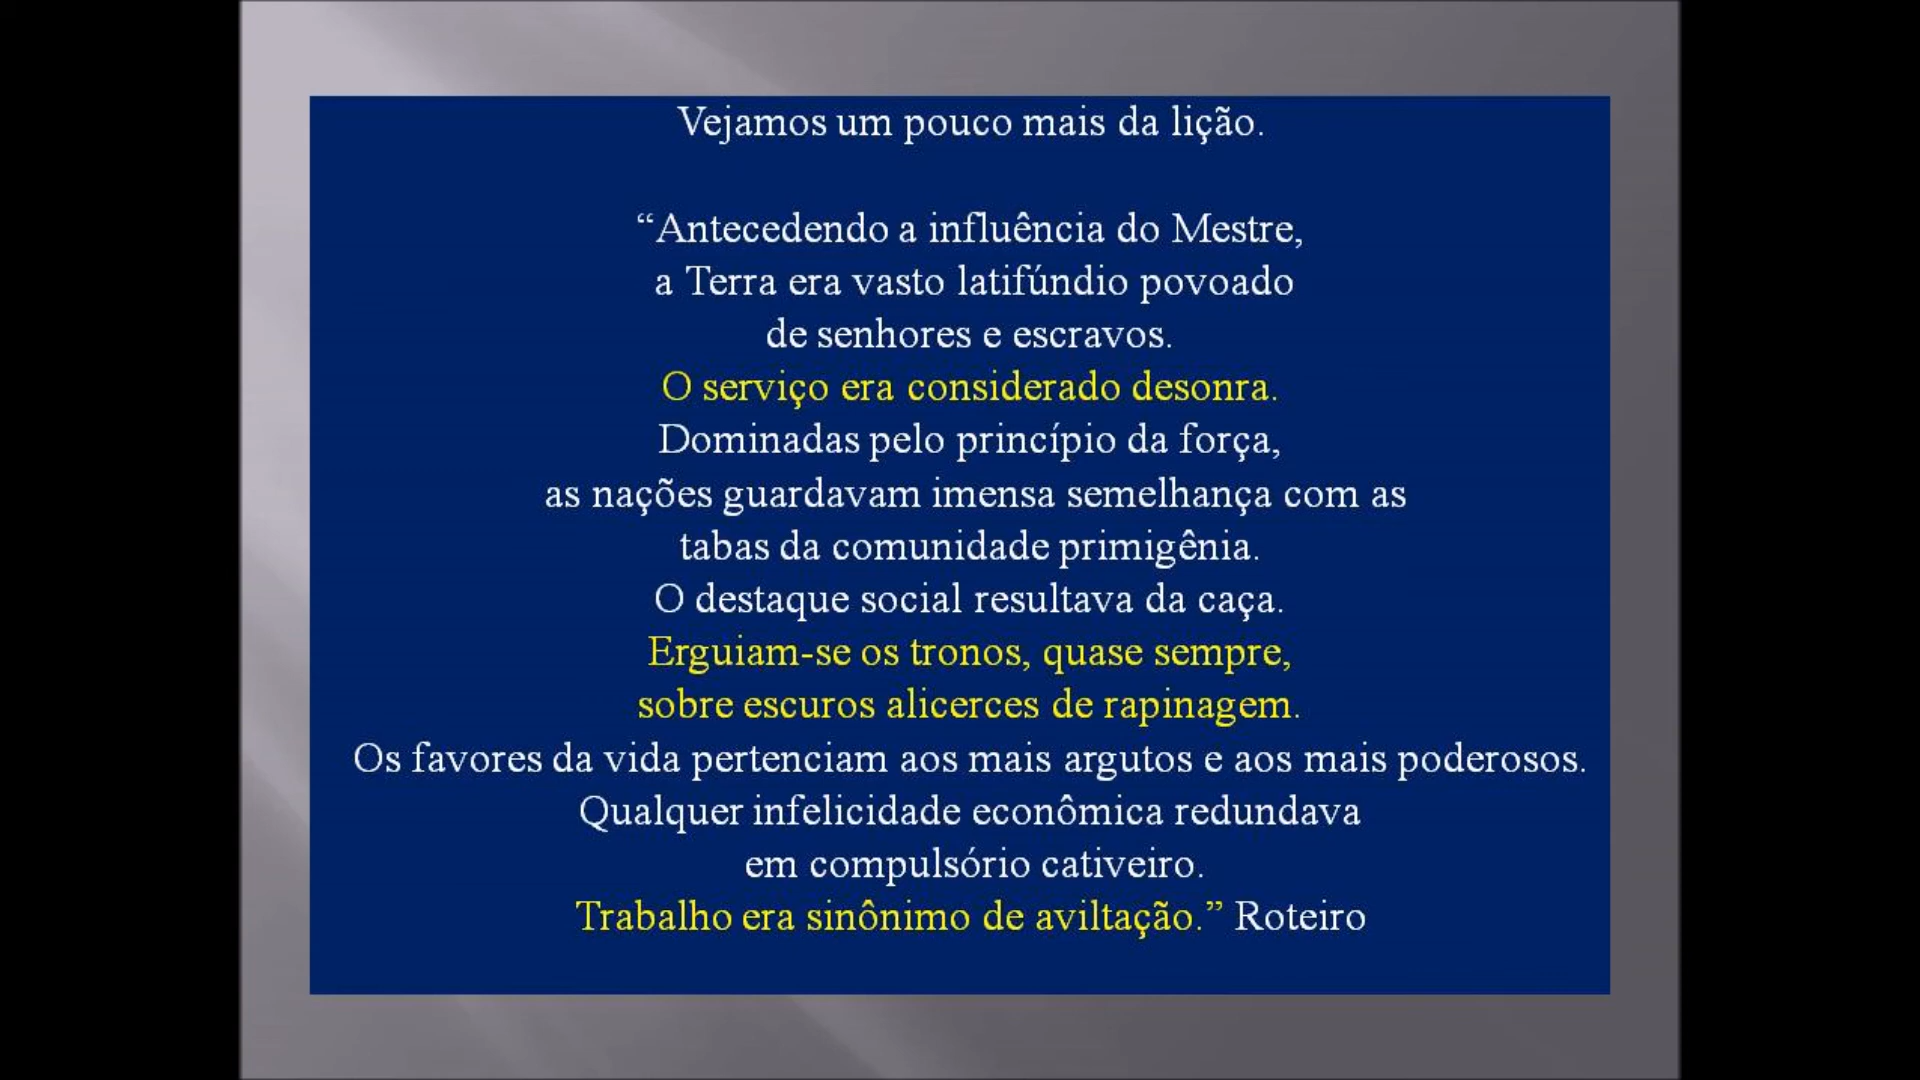 Vejamos um pouco mais da lição.
“Antecedendo a influência do Mestre,
a Terra era vasto latifúndio povoado
de senhores e escravos.
O serviço era considerado desonra.
Dominadas pelo princípio da força,
as nações guardavam imensa semelhança com as
tabas da comunidade primigênia.
O destaque social resultava da caça.
Erguiam-se os tronos, quase sempre,
sobre escuros alicerces de rapinagem.
Os favores da vida pertenciam aos mais argutos e aos mais poderosos.
Qualquer infelicidade econômica redundava
em compulsório cativeiro.
Trabalho era sinônimo de aviltação.” Roteiro